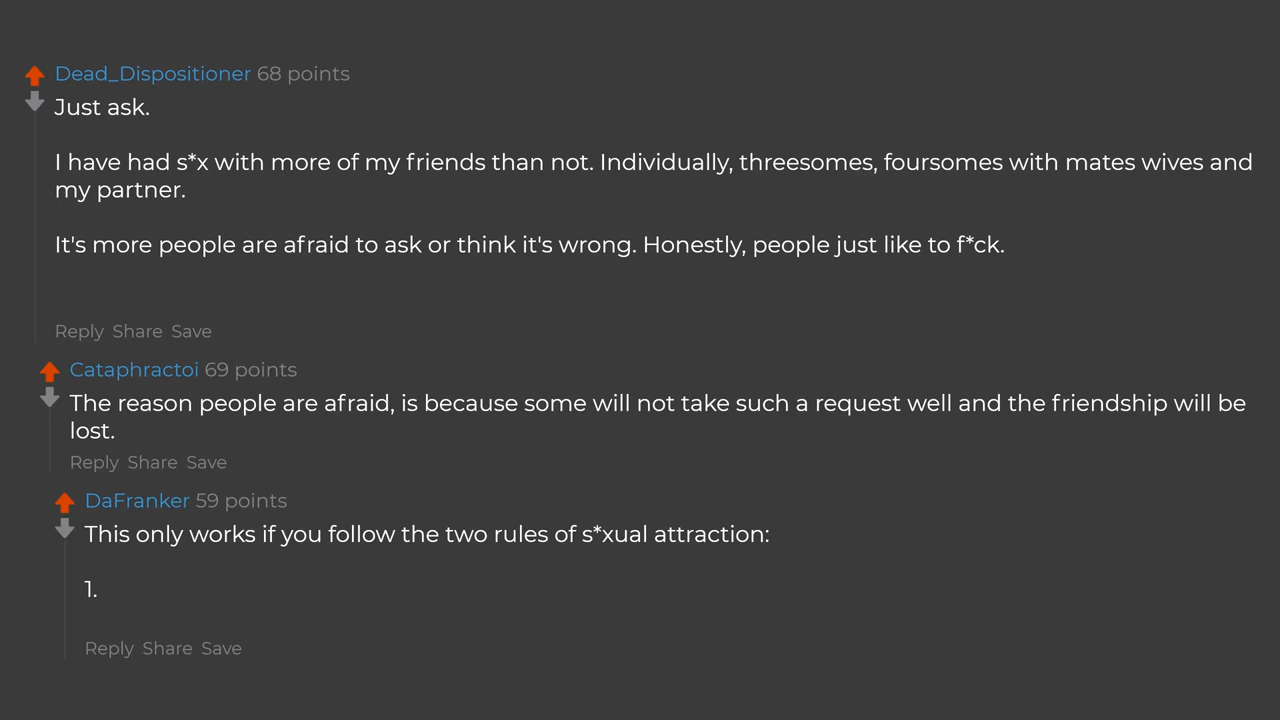 Dead_Dispositioner 68 points
Just ask.
I have had s*x with more of my friends than not. Individually, threesomes, foursomes with mates wives and
my partner.
It's more people are afraid to ask or think it's wrong. Honestly, people just like to f*ck.
Reply Share Save
Cataphractoi 69 points
The reason people are afraid, is because some will not take such a request well and the friendship will be
lost.
Reply Share Save
DaFranker 59 points
This only works if you follow the two rules of s*xual attraction:
1.
Reply Share Save